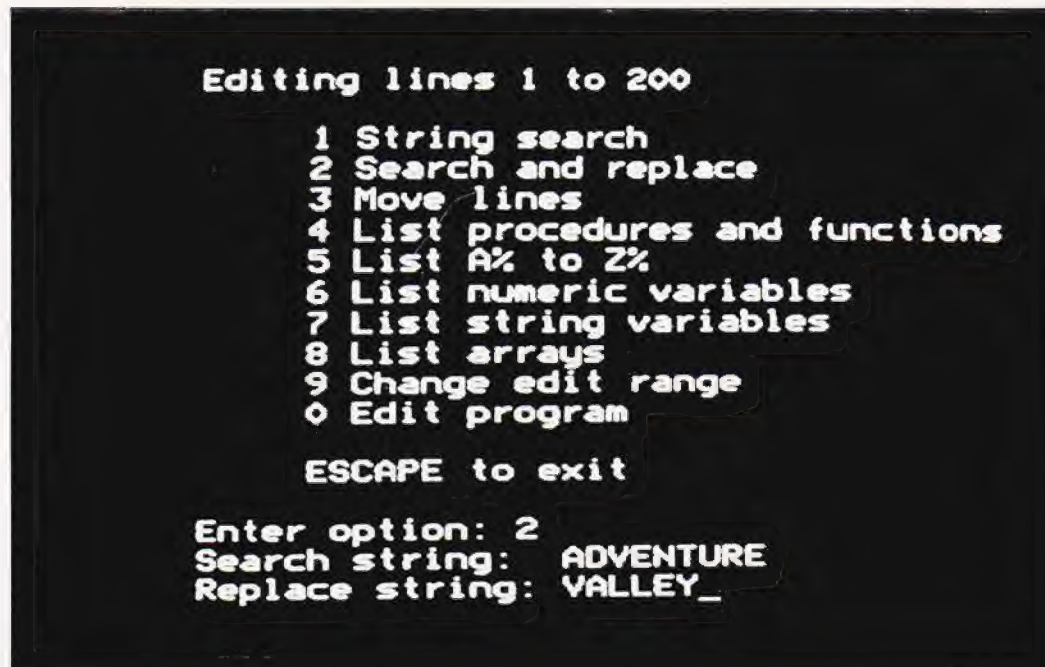 Editing lines 1 to 200
1 String search
2 Search and replace
3 Move lines
4 List procedures and functions
5 List A% to Z%
6 List numeric variables
7 List string variables
8 List arrays
9 Change edit range
0 Edit program
ESCAPE to exit
Enter option: 2
Search string: ADVENTURE
Replace string: VALLEY_